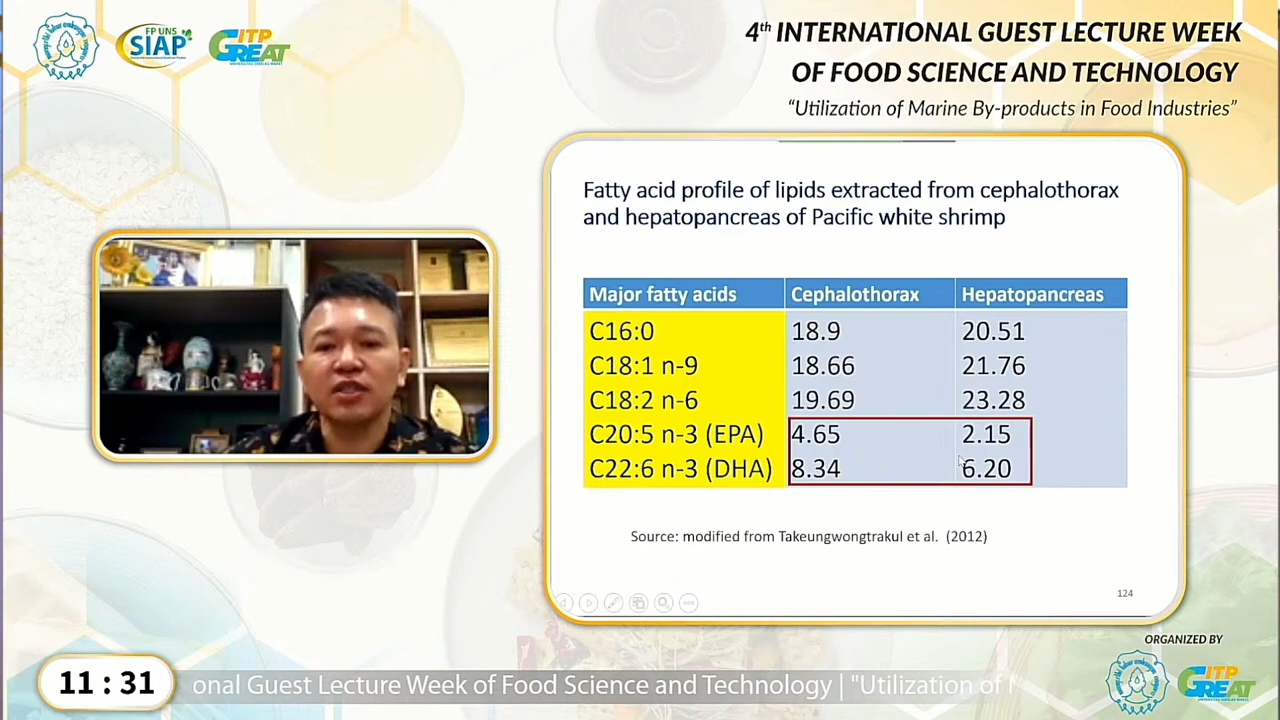 FP UNS
SIAP
ITP
GREAT
4th INTERNATIONAL GUEST LECTURE WEEK
OF FOOD SCIENCE AND TECHNOLOGY
“Utilization of Marine By-products in Food Industries”
Fatty acid profile of lipids extracted from cephalothorax
and hepatopancreas of Pacific white shrimp
Major fatty acids Cephalothorax Hepatopancreas
C16:0 18.9 20.51
C18:1 n-9 18.66 21.76
C18:2 n-6 19.69 23.28
C20:5 n-3 (EPA) 4.65 2.15
C22:6 n-3 (DHA) 8.34 6.20
Source: modified from Takeungwongtrakul et al. (2012)
124
ORGANIZED BY
ITP
GREAT
11 : 31
onal Guest Lecture Week of Food Science and Technology | "Utilization of